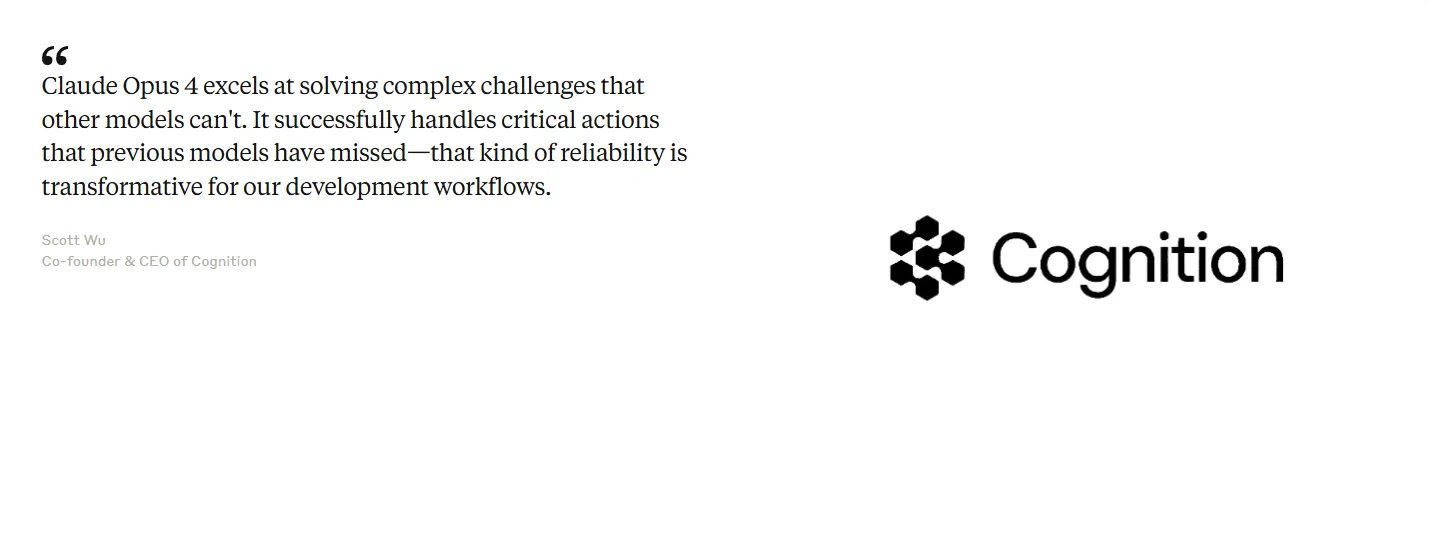 “
Claude Opus 4 excels at solving complex challenges that
other models can't. It successfully handles critical actions
that previous models have missed—that kind of reliability is
transformative for our development workflows.
Scott Wu
Co-founder & CEO of Cognition
Cognition